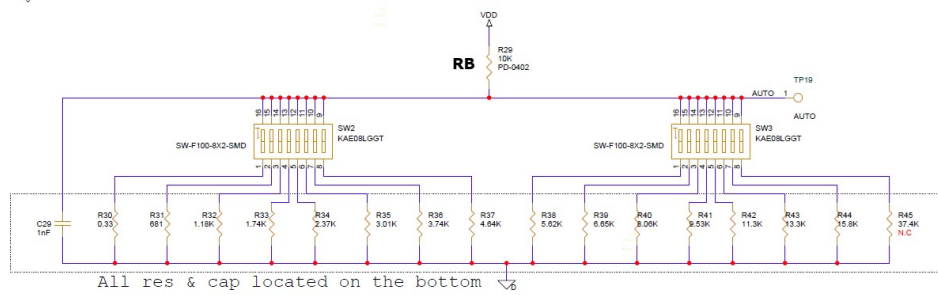 VDD
R29
10K
PD-0402
RB
TP19
AUTO 1
AUTO
16 15 14 13 12 11 10 9
SW2
KAE08LGGT
SW-F100-8X2-SMD
1 2 3 4 5 6 7 8
16 15 14 13 12 11 10 9
SW3
KAE08LGGT
SW-F100-8X2-SMD
1 2 3 4 5 6 7 8
C29
1nF
R30
0.33
R31
681
R32
1.18K
R33
1.74K
R34
2.37K
R35
3.01K
R36
3.74K
R37
4.64K
R38
5.62K
R39
6.65K
R40
8.06K
R41
9.53K
R42
11.3K
R43
13.3K
R44
15.8K
R45
37.4K
N.C
All res & cap located on the bottom